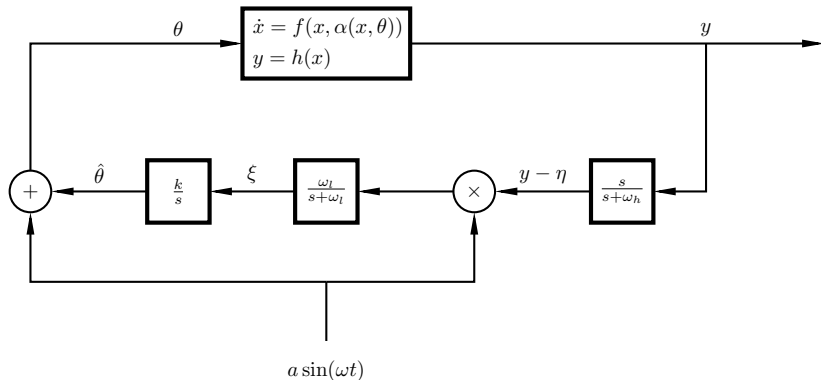 θ
ẋ = f(x, α(x, θ))
y = h(x)
y
+
θ̂
k/s
ξ
ω_l/(s+ω_l)
×
y − η
s/(s+ω_h)
a sin(ωt)